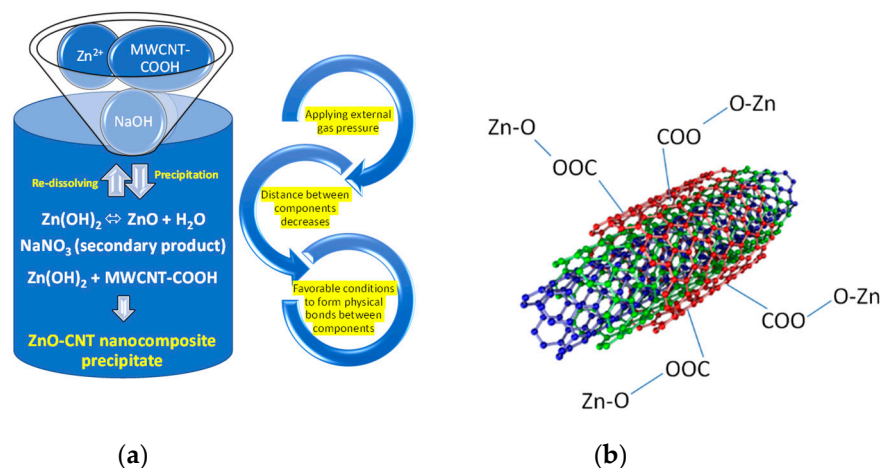 Zn²⁺
MWCNT-
COOH
NaOH
Re-dissolving
Precipitation
Zn(OH)₂ ⇔ ZnO + H₂O
NaNO₃ (secondary product)
Zn(OH)₂ + MWCNT-COOH
ZnO-CNT nanocomposite
precipitate
Applying external
gas pressure
Distance between
components
decreases
Favorable conditions
to form physical
bonds between
components
(a)
O-Zn
Zn-O
COO
OOC
O-Zn
COO
OOC
Zn-O
(b)